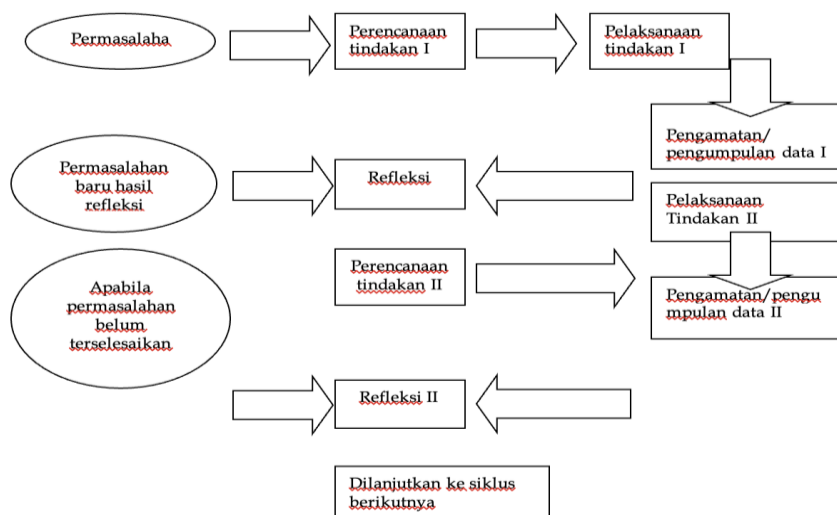 Permasalaha
Perencanaan
tindakan I
Pelaksanaan
tindakan I
Pengamatan/
pengumpulan data I
Permasalahan
baru hasil
refleksi
Refleksi
Pelaksanaan
Tindakan II
Apabila
permasalahan
belum
terselesaikan
Perencanaan
tindakan II
Pengamatan/pengu
mpulan data II
Refleksi II
Dilanjutkan ke siklus
berikutnya